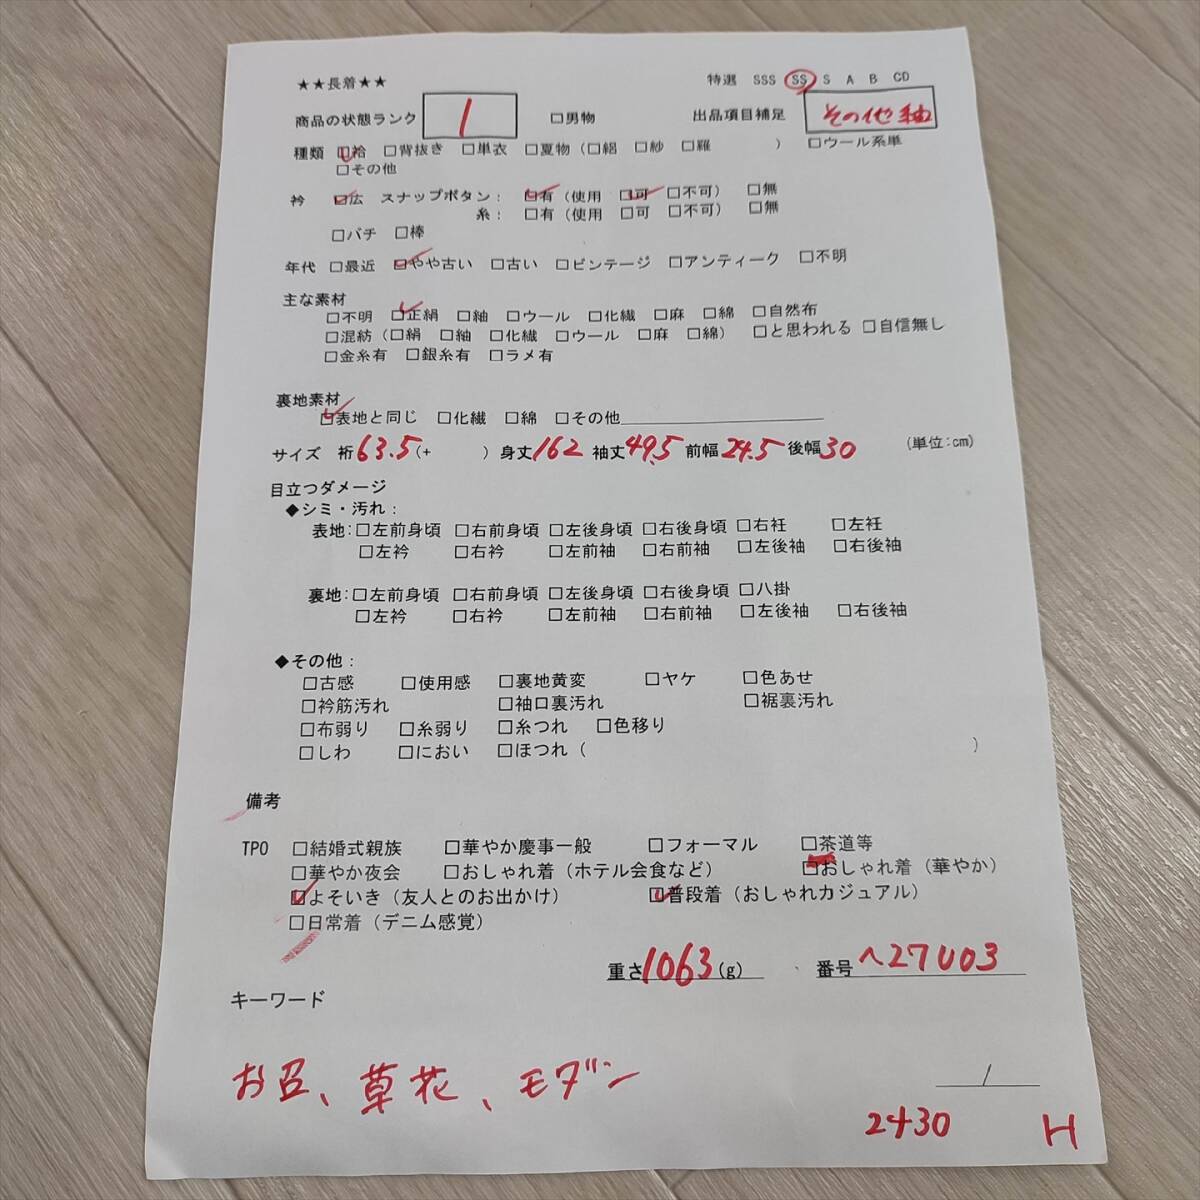 ★★長着★★ 特選 SSS SS S A B CD
商品の状態ランク 1 □男物 出品項目補足 その他 紬
種類 □袷 □背抜き □単衣 □夏物（□絽 □紗 □羅 ） □ウール系単
□その他
衿 □広 スナップボタン： □有（使用 □可 □不可） □無
糸：□有（使用 □可 □不可） □無
□バチ □棒
年代 □最近 □やや古い □古い □ビンテージ □アンティーク □不明
主な素材
□不明 □正絹 □紬 □ウール □化繊 □麻 □綿 □自然布
□混紡（□絹 □紬 □化繊 □ウール □麻 □綿） □と思われる □自信無し
□金糸有 □銀糸有 □ラメ有
裏地素材
□表地と同じ □化繊 □綿 □その他
サイズ 裄63.5（+ ）身丈162 袖丈49.5 前幅24.5 後幅30 （単位：cm）
目立つダメージ
◆シミ・汚れ：
表地：□左前身頃 □右前身頃 □左後身頃 □右後身頃 □右衽 □左衽
□左衿 □右衿 □左前袖 □右前袖 □左後袖 □右後袖
裏地：□左前身頃 □右前身頃 □左後身頃 □右後身頃 □八掛
□左衿 □右衿 □左前袖 □右前袖 □左後袖 □右後袖
◆その他：
□古感 □使用感 □裏地黄変 □ヤケ □色あせ
□衿筋汚れ □袖口裏汚れ □裾裏汚れ
□布弱り □糸弱り □糸つれ □色移り
□しわ □におい □ほつれ（ ）
備考
TPO □結婚式親族 □華やか慶事一般 □フォーマル □茶道等
□華やか夜会 □おしゃれ着（ホテル会食など） □おしゃれ着（華やか）
□よそいき（友人とのお出かけ） □普段着（おしゃれカジュアル）
□日常着（デニム感覚）
重さ1063(g) 番号 へ27U03
キーワード
お召、草花、モダン
/
2430 H